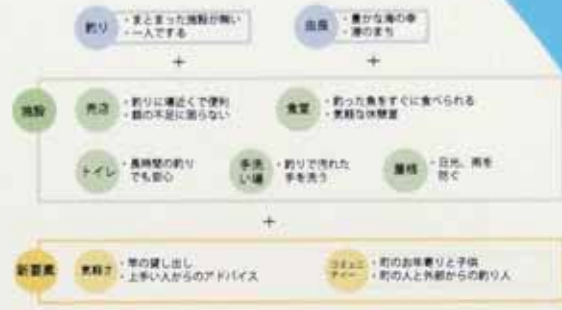 釣り
・まとまった施設が無い
・一人でする
由良
・豊かな海の幸
・港のまち
+
+
施設
売店
・釣り場に近くて便利
・餌の不足に困らない
食堂
・釣った魚をすぐに食べられる
・気軽な休憩室
トイレ
・長時間の釣り
でも安心
手洗
い場
・釣りで汚れた
手を洗う
屋根
・日光、雨を
防ぐ
+
新要素
気軽さ
・竿の貸し出し
・上手い人からのアドバイス
コミュニ
ティー
・町のお年寄りと子供
・町の人と外部からの釣り人